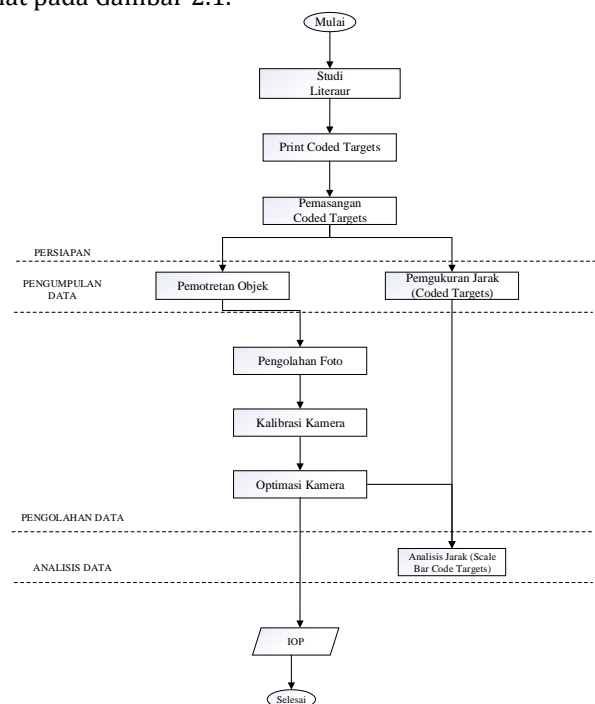 at pada Gambar 2.1.
Mulai
Studi
Literaur
Print Coded Targets
Pemasangan
Coded Targets
PERSIAPAN
PENGUMPULAN
DATA
Pemotretan Objek
Pemgukuran Jarak
(Coded Targets)
Pengolahan Foto
Kalibrasi Kamera
Optimasi Kamera
PENGOLAHAN DATA
ANALISIS DATA
Analisis Jarak (Scale
Bar Code Targets)
IOP
Selesai